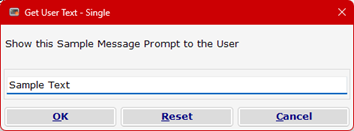 Get User Text - Single
Show this Sample Message Prompt to the User
Sample Text
OK
Reset
Cancel